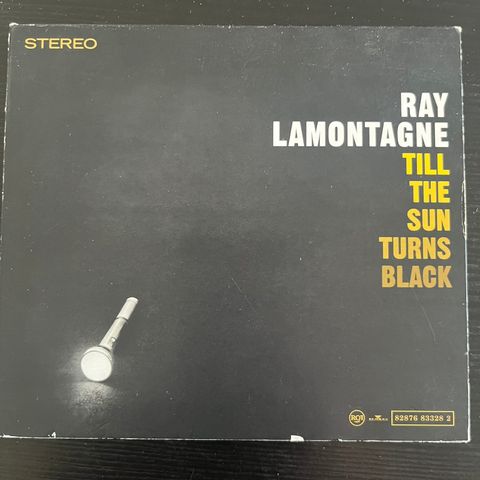 STEREO
RAY
LAMONTAGNE
TILL
THE
SUN
TURNS
BLACK
RCA
82876 83328 2